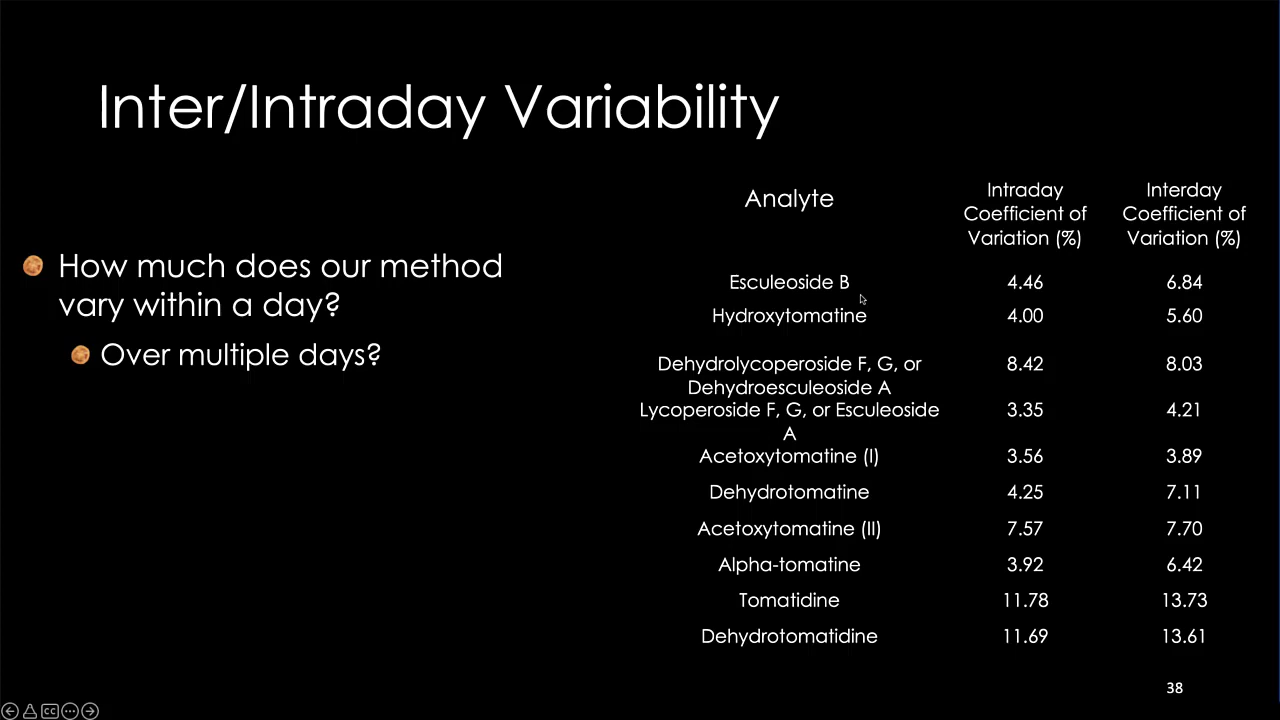 Inter/Intraday Variability
How much does our method
vary within a day?
Over multiple days?
Analyte
Intraday
Coefficient of
Variation (%)
Interday
Coefficient of
Variation (%)
Esculeoside B 4.46 6.84
Hydroxytomatine 4.00 5.60
Dehydrolycoperoside F, G, or 8.42 8.03
Dehydroesculeoside A
Lycoperoside F, G, or Esculeoside 3.35 4.21
A
Acetoxytomatine (I) 3.56 3.89
Dehydrotomatine 4.25 7.11
Acetoxytomatine (II) 7.57 7.70
Alpha-tomatine 3.92 6.42
Tomatidine 11.78 13.73
Dehydrotomatidine 11.69 13.61
38
CC